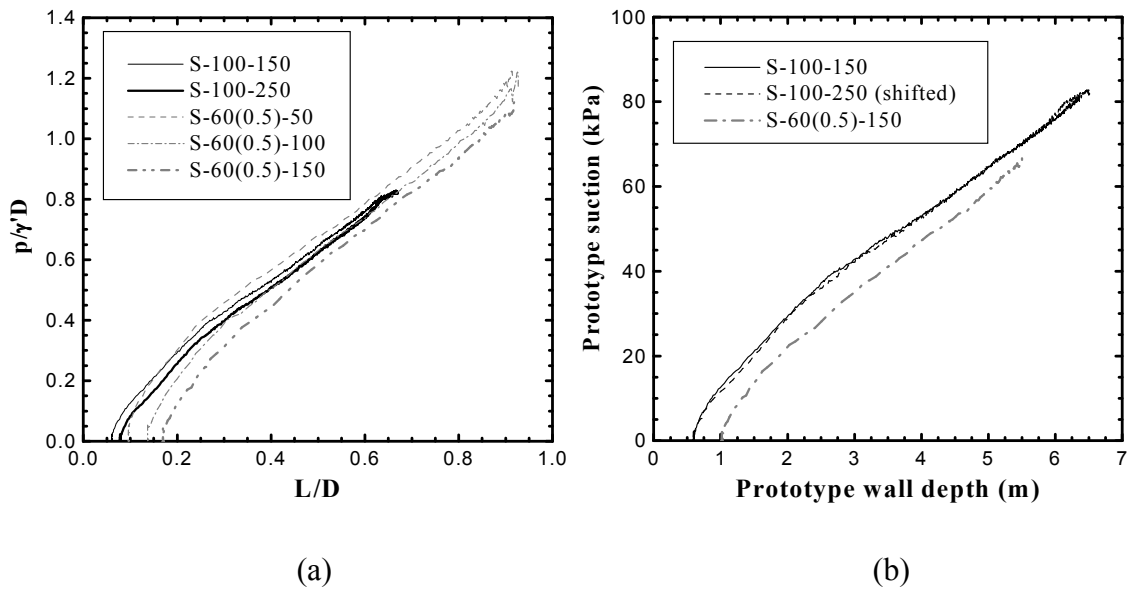 1.4
1.2
1.0
0.8
0.6
0.4
0.2
0.0
p/γ'D
S-100-150
S-100-250
S-60(0.5)-50
S-60(0.5)-100
S-60(0.5)-150
0.0 0.2 0.4 0.6 0.8 1.0
L/D
(a)
100
80
60
40
20
0
Prototype suction (kPa)
S-100-150
S-100-250 (shifted)
S-60(0.5)-150
0 1 2 3 4 5 6 7
Prototype wall depth (m)
(b)